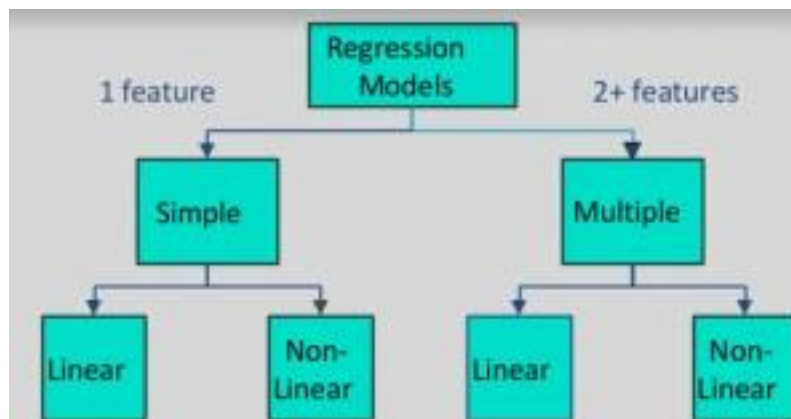 Regression
Models
1 feature
2+ features
Simple
Multiple
Linear
Non-
Linear
Linear
Non-
Linear